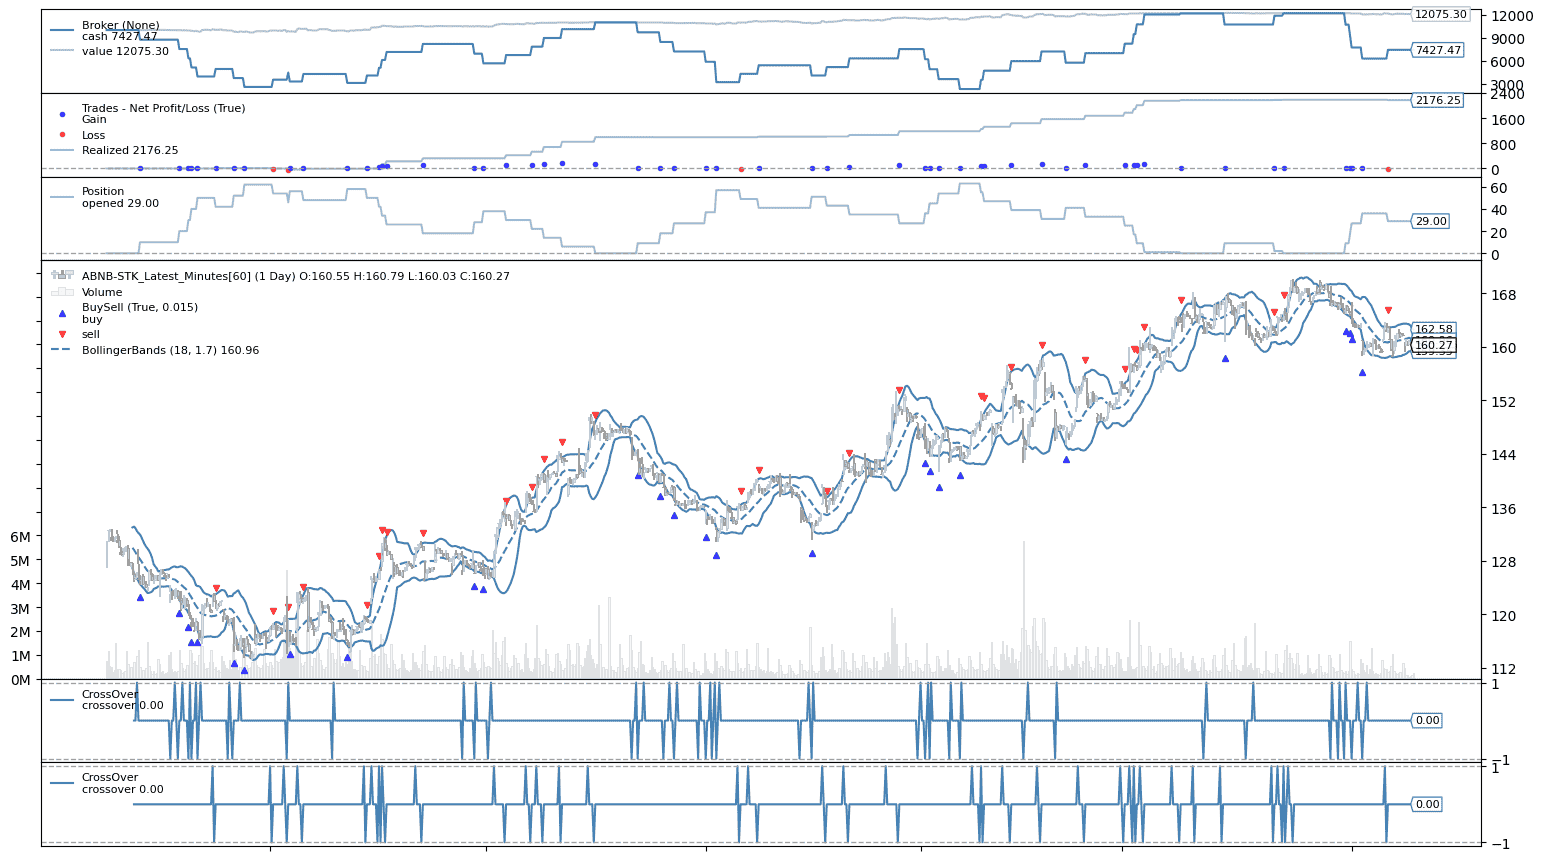 Broker (None)
cash 7427.47
value 12075.30
12075.30
7427.47
12000
9000
6000
3000
Trades - Net Profit/Loss (True)
Gain
Loss
Realized 2176.25
2176.25
2400
1600
800
0
Position
opened 29.00
29.00
60
40
20
0
ABNB-STK_Latest_Minutes[60] (1 Day) O:160.55 H:160.79 L:160.03 C:160.27
Volume
BuySell (True, 0.015)
buy
sell
BollingerBands (18, 1.7) 160.96
162.58
160.27
168
160
152
144
136
128
120
112
6M
5M
4M
3M
2M
1M
0M
CrossOver
crossover 0.00
0.00
1
−1
CrossOver
crossover 0.00
0.00
1
−1